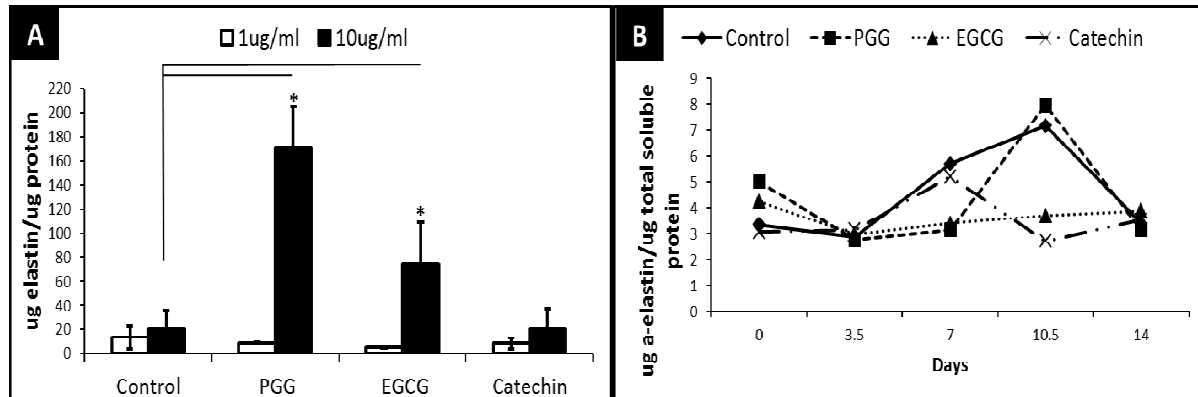 A
1ug/ml 10ug/ml
ug elastin/ug protein
220
200
180
160
140
120
100
80
60
40
20
0
*
*
Control PGG EGCG Catechin
B
Control PGG EGCG Catechin
ug a-elastin/ug total soluble
protein
9
8
7
6
5
4
3
2
1
0
0 3.5 7 10.5 14
Days